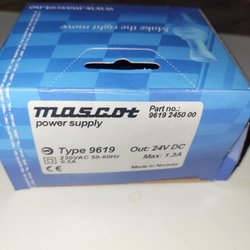 www.mascot.no
Make the right move
mascot
power supply
Part no.:
9619 2450 00
Type 9619
230VAC 50-60Hz
0.5A
Out: 24V DC
Max: 1.3A
Made in Norway
CE